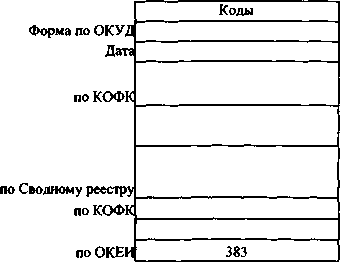 Коды
Форма по ОКУД
Дата
по КОФК
по Сводному реестру
по КОФК
по ОКЕИ 383